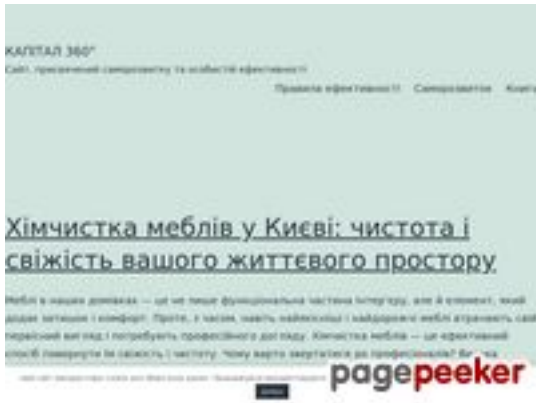 КАПІТАЛ 360°
Сайт, присвячений саморозвитку та особистій ефективності
Правила ефективності Саморозвиток
Хімчистка меблів у Києві: чистота і
свіжість вашого життєвого простору
Меблі в наших домівках — це не лише функціональна частина інтер'єру, але й елемент, який
додає затишок і комфорт. Проте, з часом, навіть найякісніші і найдорожчі меблі втрачають свій
первісний вигляд і потребують професійного догляду. Хімчистка меблів — це ефективний
спосіб повернути їм свіжість і чистоту. Чому варто звертатися до професіоналів?
pagepeeker